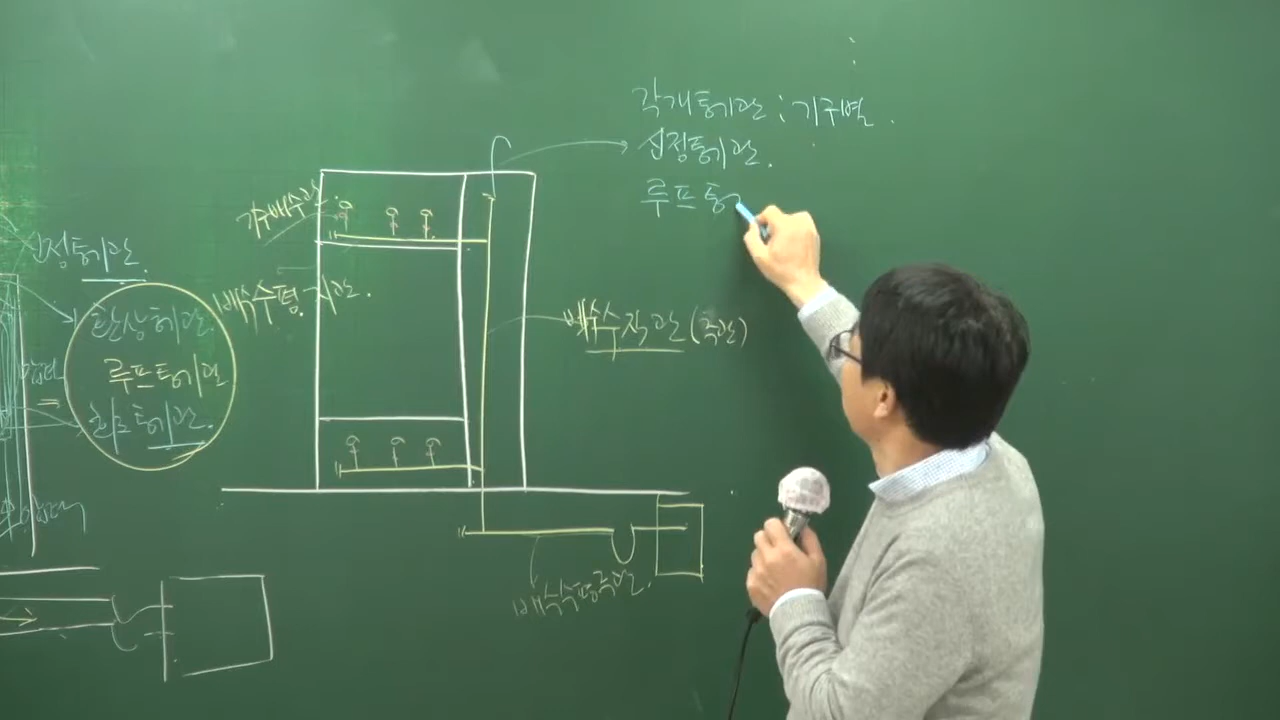 각개통기관 : 기구별.
신정통기관.
루프통
기구배수관.
신정통기관.
배수수평지관.
환상통기관
배수수직관 (주관)
루프통기관
회로통기관.
배수수평주관.